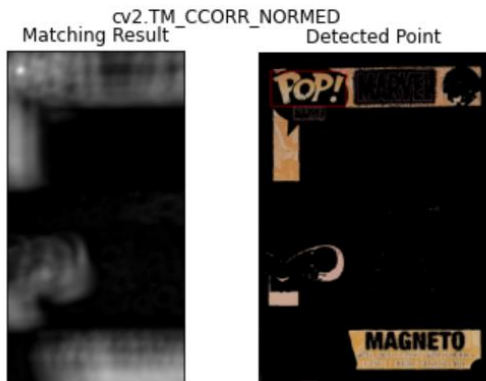 cv2.TM_CCORR_NORMED
Matching Result
Detected Point
POP!
MARVEL
MAGNETO